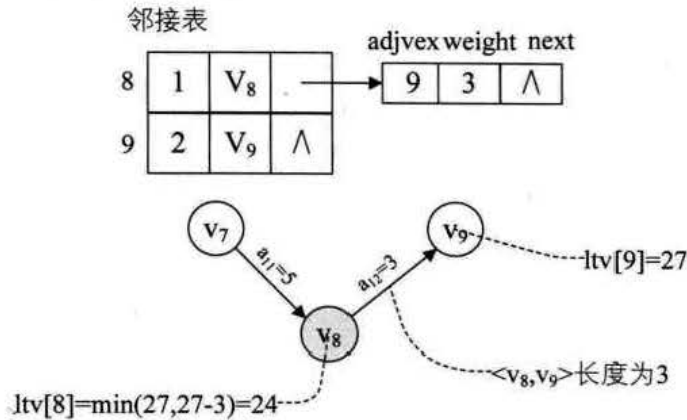 邻接表
adjvex weight next
8 1 V₈ 9 3 ∧
9 2 V₉ ∧
v₇ v₉
a₁₁=5 a₁₂=3
ltv[9]=27
v₈
<v₈,v₉>长度为3
ltv[8]=min(27,27-3)=24